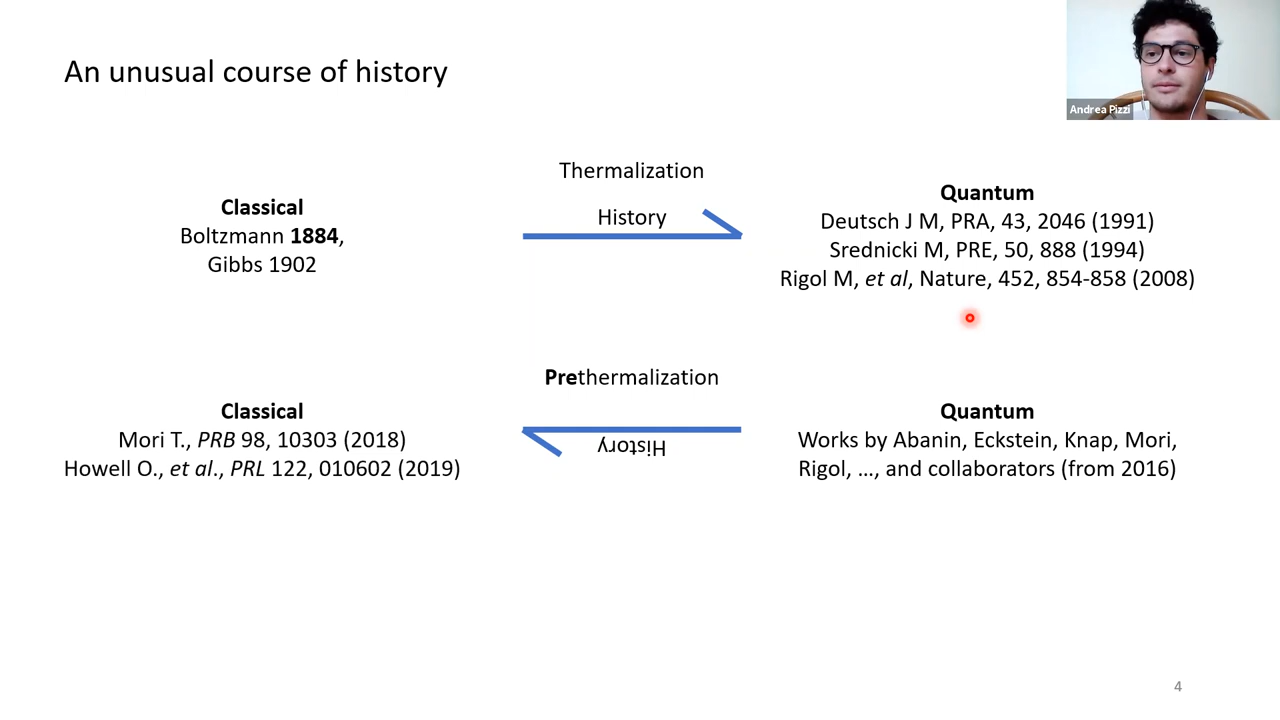 An unusual course of history
Andrea Pizzi
Thermalization
History
Classical
Boltzmann 1884,
Gibbs 1902
Quantum
Deutsch J M, PRA, 43, 2046 (1991)
Srednicki M, PRE, 50, 888 (1994)
Rigol M, et al, Nature, 452, 854-858 (2008)
Prethermalization
History
Classical
Mori T., PRB 98, 10303 (2018)
Howell O., et al., PRL 122, 010602 (2019)
Quantum
Works by Abanin, Eckstein, Knap, Mori,
Rigol, ..., and collaborators (from 2016)
4